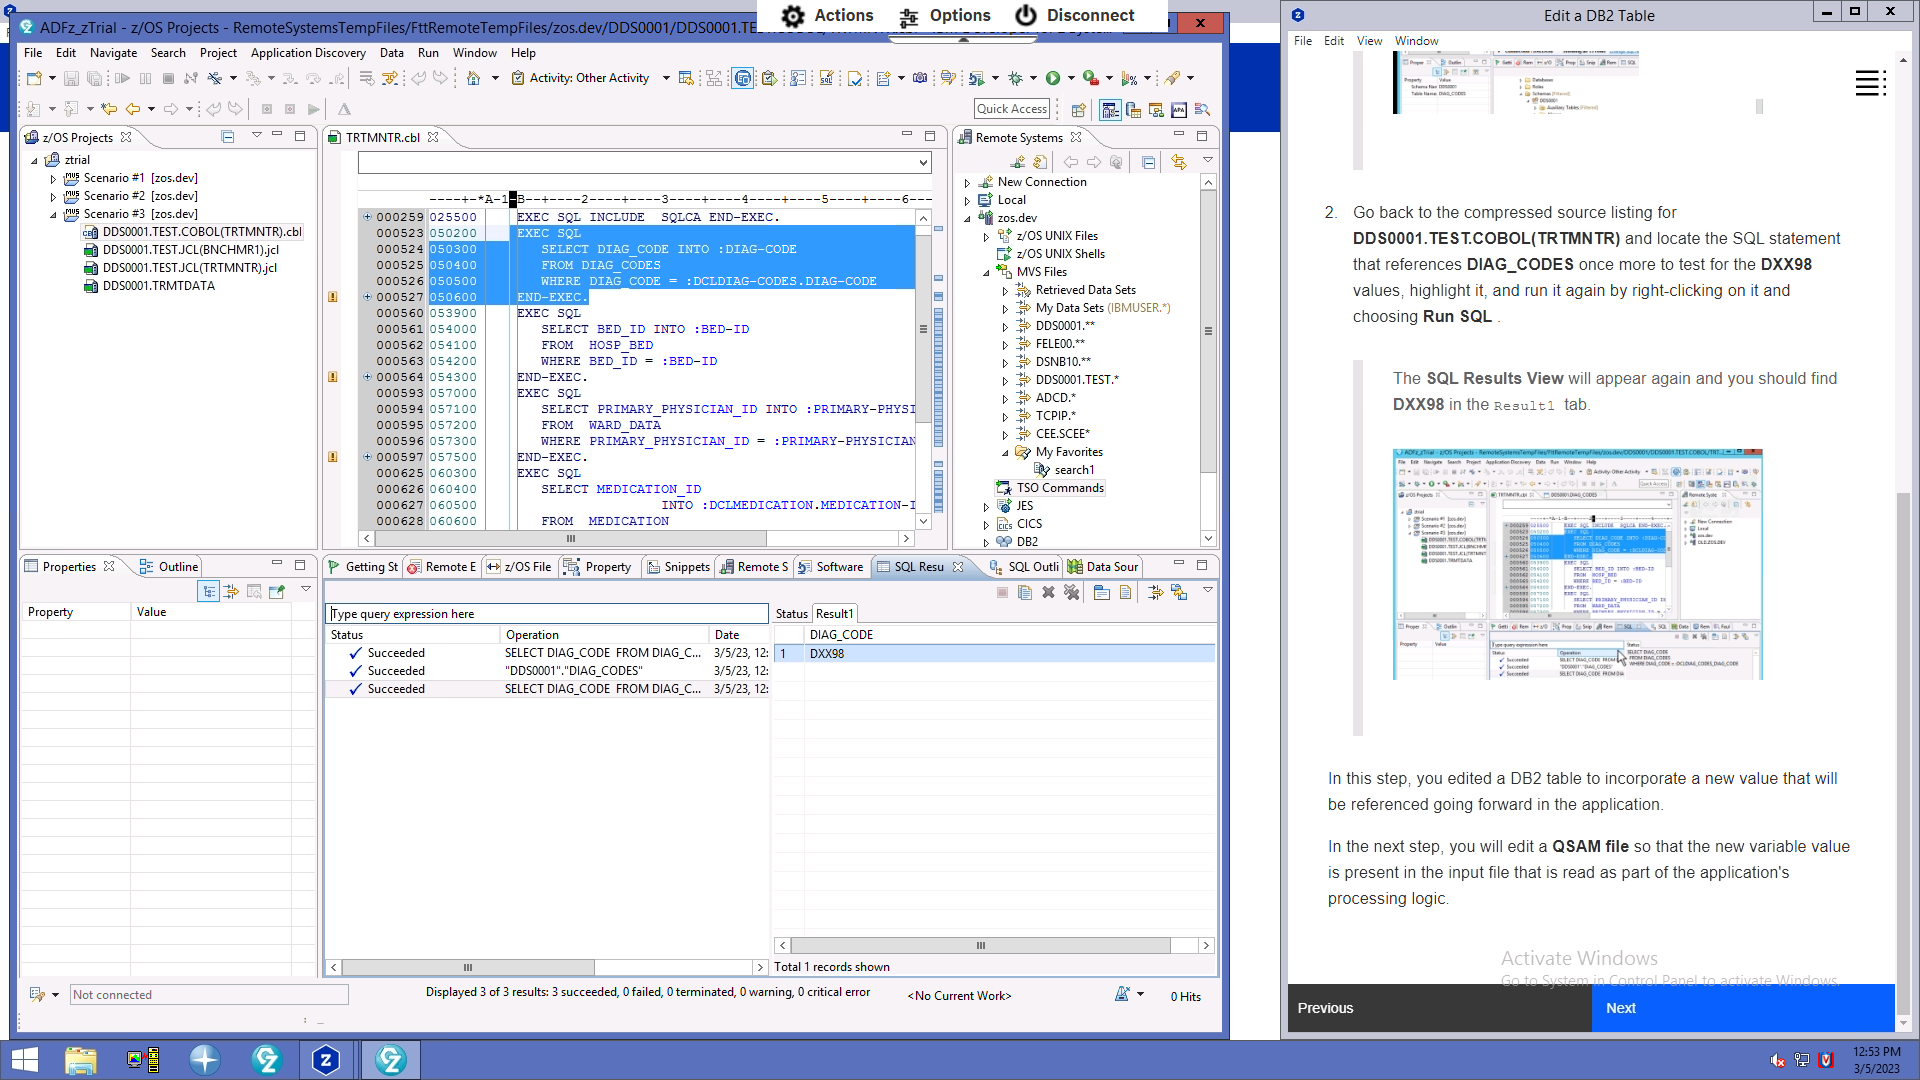 Actions
Options
Disconnect
ADFz_zTrial - z/OS Projects - RemoteSystemsTempFiles/FttRemoteTempFiles/zos.dev/DDS0001/DDS0001.TE
File Edit Navigate Search Project Application Discovery Data Run Window Help
Activity: Other Activity
Quick Access
z/OS Projects
ztrial
Scenario #1 [zos.dev]
Scenario #2 [zos.dev]
Scenario #3 [zos.dev]
DDS0001.TEST.COBOL(TRTMNTR).cbl
DDS0001.TEST.JCL(BNCHMR1).jcl
DDS0001.TEST.JCL(TRTMNTR).jcl
DDS0001.TRMTDATA
TRTMNTR.cbl
----+-*A-1-B--+----2----+----3----+----4----+----5----+----6--
000259 025500 EXEC SQL INCLUDE SQLCA END-EXEC.
000523 050200 EXEC SQL
000524 050300 SELECT DIAG_CODE INTO :DIAG-CODE
000525 050400 FROM DIAG_CODES
000526 050500 WHERE DIAG_CODE = :DCLDIAG-CODES.DIAG-CODE
000527 050600 END-EXEC.
000560 053900 EXEC SQL
000561 054000 SELECT BED_ID INTO :BED-ID
000562 054100 FROM HOSP_BED
000563 054200 WHERE BED_ID = :BED-ID
000564 054300 END-EXEC.
000593 057000 EXEC SQL
000594 057100 SELECT PRIMARY_PHYSICIAN_ID INTO :PRIMARY-PHYSI
000595 057200 FROM WARD_DATA
000596 057300 WHERE PRIMARY_PHYSICIAN_ID = :PRIMARY-PHYSICIAN
000597 057500 END-EXEC.
000625 060300 EXEC SQL
000626 060400 SELECT MEDICATION_ID
000627 060500 INTO :DCLMEDICATION.MEDICATION-I
000628 060600 FROM MEDICATION
Remote Systems
New Connection
Local
zos.dev
z/OS UNIX Files
z/OS UNIX Shells
MVS Files
Retrieved Data Sets
My Data Sets (IBMUSER.*)
DDS0001.**
FELE00.**
DSNB10.**
DDS0001.TEST.*
ADCD.*
TCPIP.*
CEE.SCEE*
My Favorites
search1
TSO Commands
JES
CICS
DB2
Properties
Outline
Property Value
Getting St
Remote E
z/OS File
Property
Snippets
Remote S
Software
SQL Resu
SQL Outli
Data Sour
Type query expression here
Status Operation Date
Succeeded SELECT DIAG_CODE FROM DIAG_C... 3/5/23, 12:
Succeeded "DDS0001"."DIAG_CODES" 3/5/23, 12:
Succeeded SELECT DIAG_CODE FROM DIAG_C... 3/5/23, 12:
Status Result1
DIAG_CODE
1 DXX98
Total 1 records shown
Not connected
Displayed 3 of 3 results: 3 succeeded, 0 failed, 0 terminated, 0 warning, 0 critical error
<No Current Work>
0 Hits
Edit a DB2 Table
File Edit View Window
2. Go back to the compressed source listing for
DDS0001.TEST.COBOL(TRTMNTR) and locate the SQL statement
that references DIAG_CODES once more to test for the DXX98
values, highlight it, and run it again by right-clicking on it and
choosing Run SQL .
The SQL Results View will appear again and you should find
DXX98 in the Result1 tab.
In this step, you edited a DB2 table to incorporate a new value that will
be referenced going forward in the application.
In the next step, you will edit a QSAM file so that the new variable value
is present in the input file that is read as part of the application's
processing logic.
Activate Windows
Go to System in Control Panel to activate Windows.
Previous
Next
12:53 PM
3/5/2023